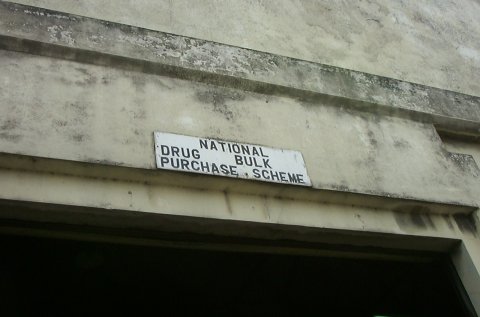 NATIONAL
DRUG BULK
PURCHASE SCHEME